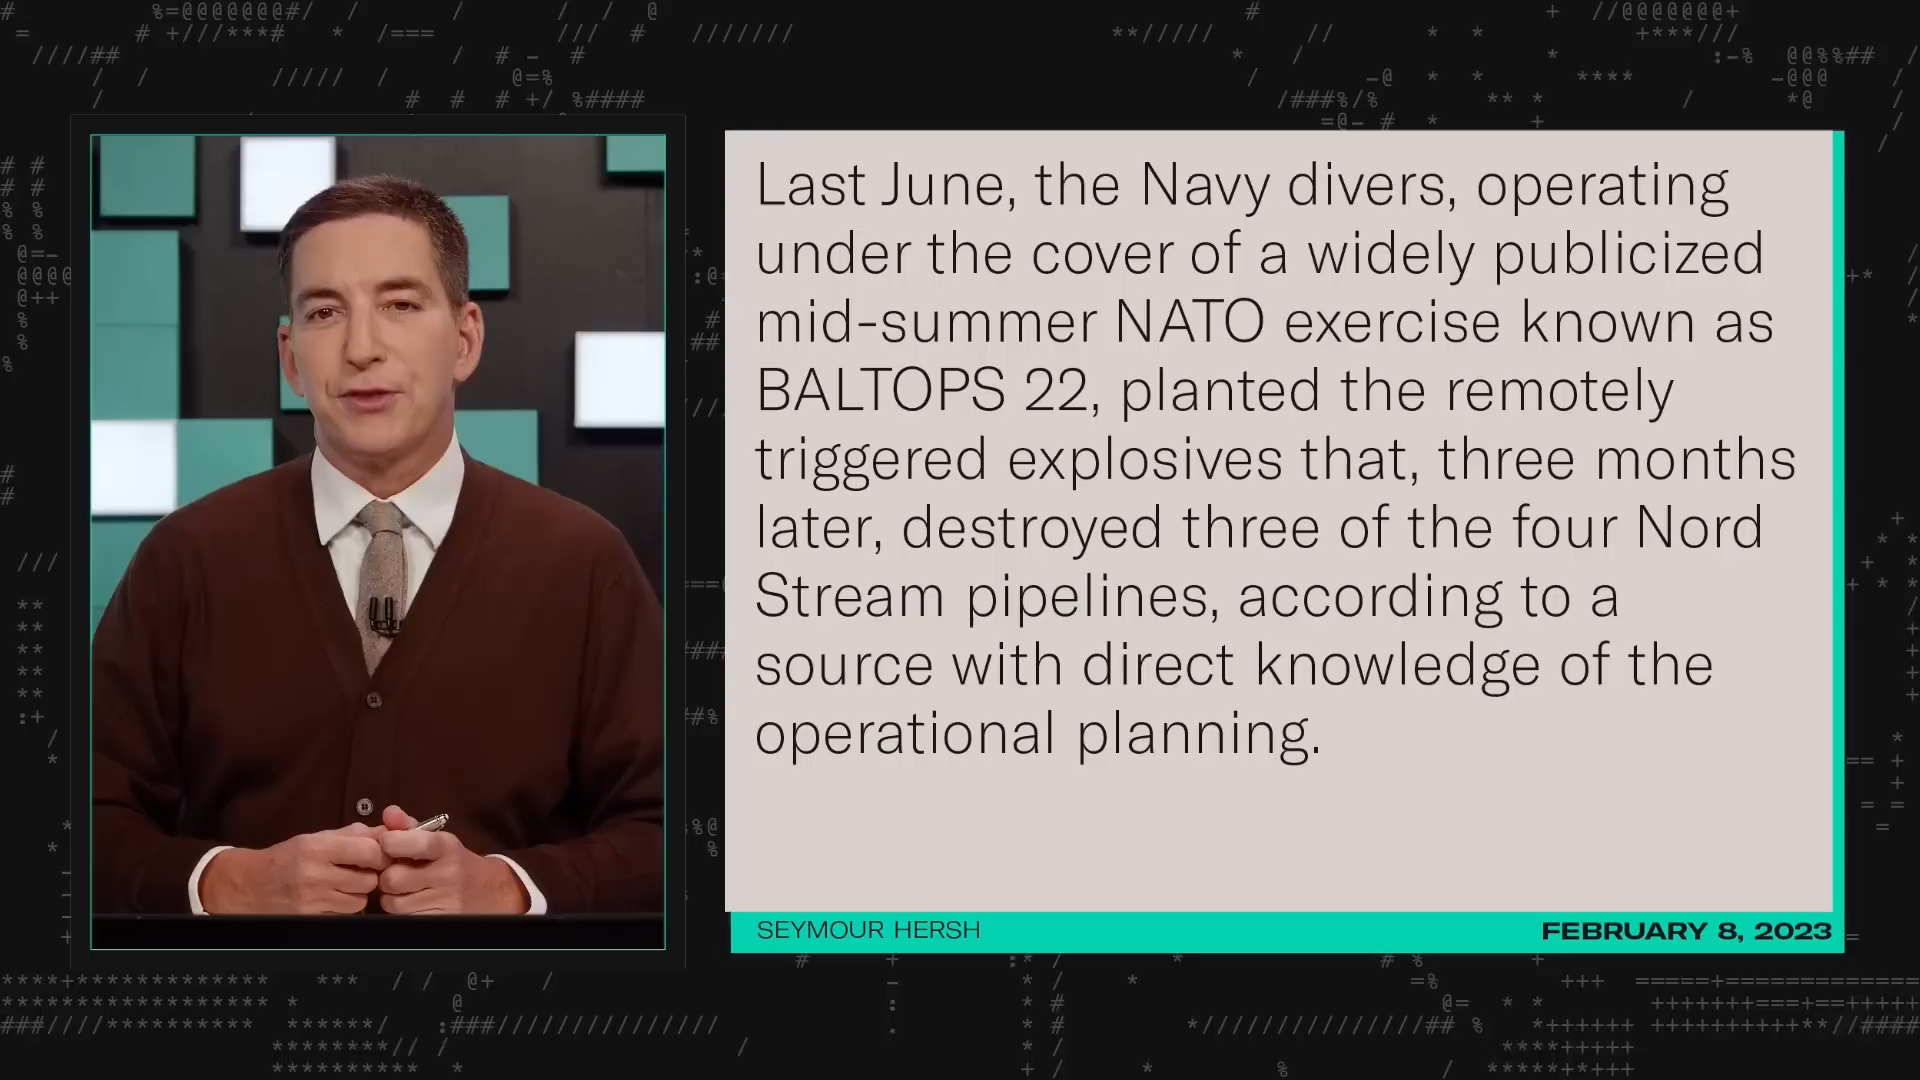 Last June, the Navy divers, operating
under the cover of a widely publicized
mid-summer NATO exercise known as
BALTOPS 22, planted the remotely
triggered explosives that, three months
later, destroyed three of the four Nord
Stream pipelines, according to a
source with direct knowledge of the
operational planning.
SEYMOUR HERSH
FEBRUARY 8, 2023